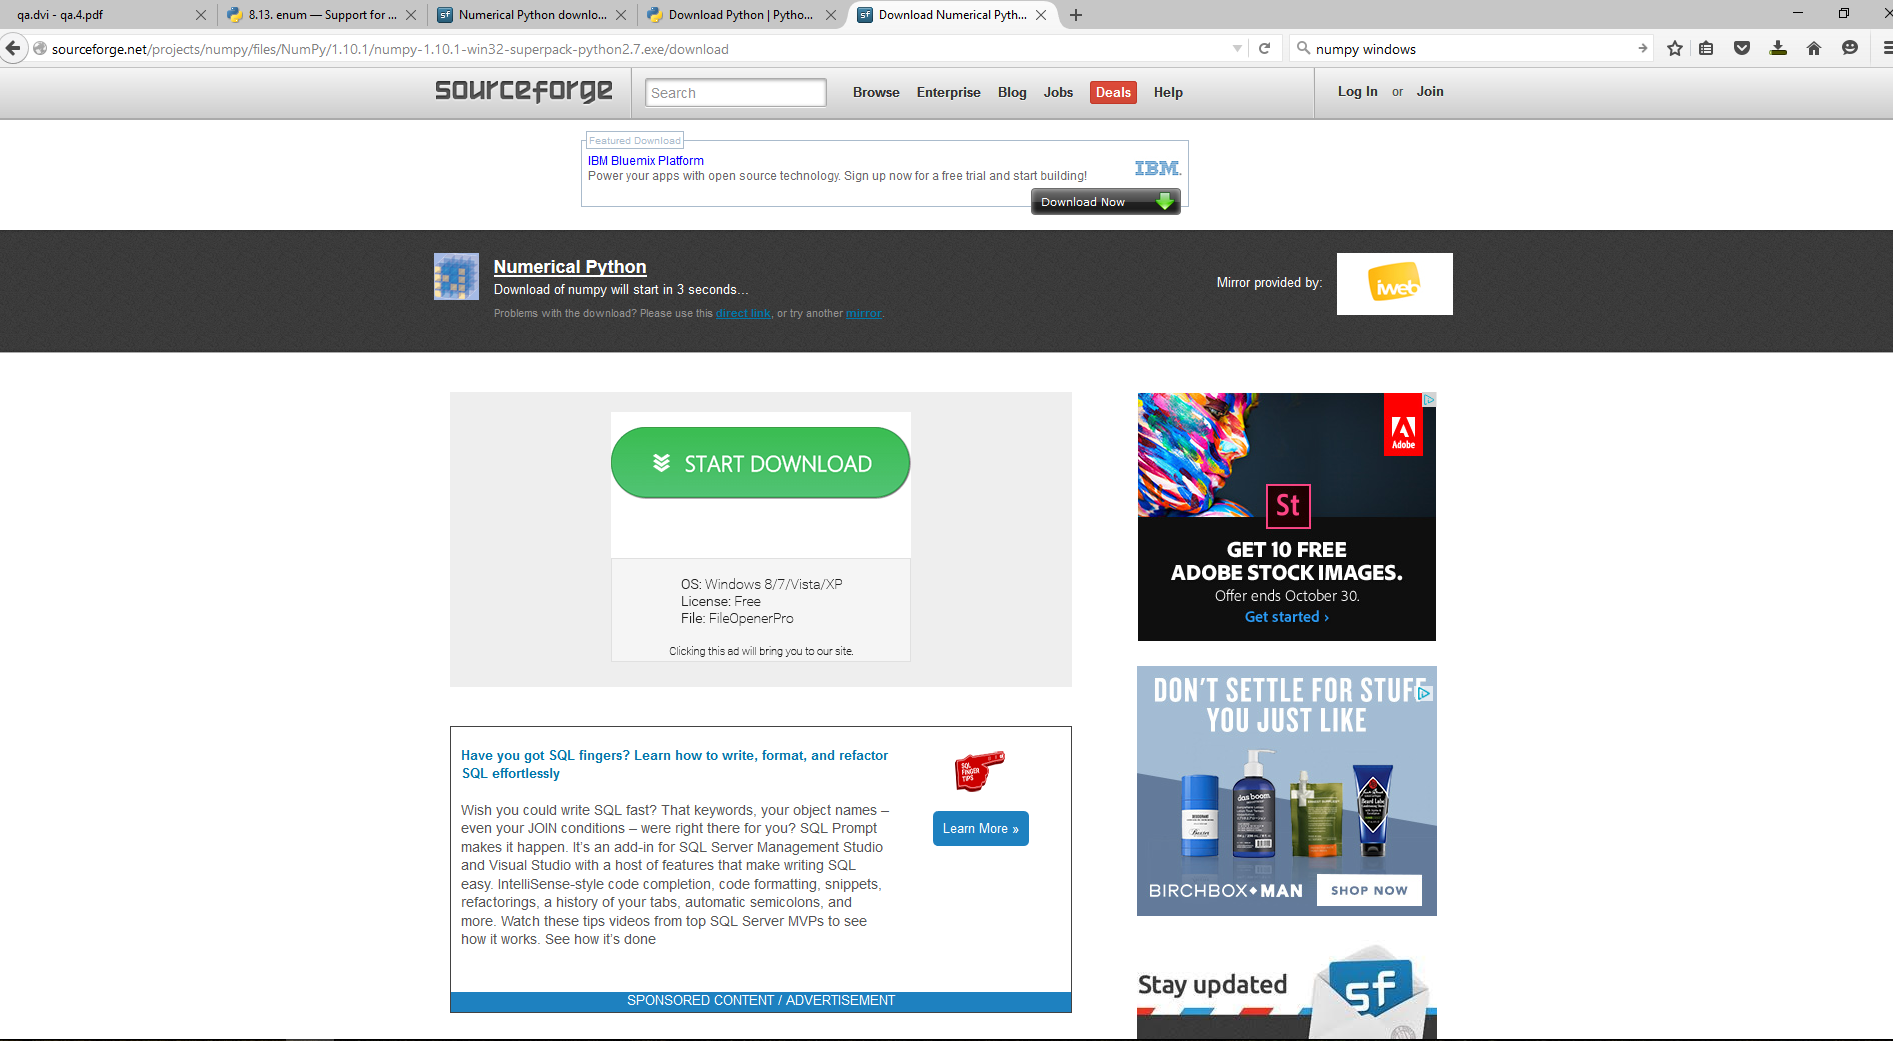 qa.dvi - qa.4.pdf
8.13. enum — Support for ...
Numerical Python downlo...
Download Python | Pytho...
Download Numerical Pyth...
sourceforge.net/projects/numpy/files/NumPy/1.10.1/numpy-1.10.1-win32-superpack-python2.7.exe/download
numpy windows
sourceforge
Search
Browse Enterprise Blog Jobs Deals Help
Log In or Join
Featured Download
IBM Bluemix Platform
Power your apps with open source technology. Sign up now for a free trial and start building!
IBM.
Download Now
Numerical Python
Download of numpy will start in 3 seconds...
Problems with the download? Please use this direct link, or try another mirror.
Mirror provided by:
iweb
START DOWNLOAD
OS: Windows 8/7/Vista/XP
License: Free
File: FileOpenerPro
Clicking this ad will bring you to our site.
Adobe
St
GET 10 FREE
ADOBE STOCK IMAGES.
Offer ends October 30.
Get started ›
Have you got SQL fingers? Learn how to write, format, and refactor
SQL effortlessly
SQL
FINGER
TIPS
Wish you could write SQL fast? That keywords, your object names –
even your JOIN conditions – were right there for you? SQL Prompt
makes it happen. It’s an add-in for SQL Server Management Studio
and Visual Studio with a host of features that make writing SQL
easy. IntelliSense-style code completion, code formatting, snippets,
refactorings, a history of your tabs, automatic semicolons, and
more. Watch these tips videos from top SQL Server MVPs to see
how it works. See how it’s done
Learn More »
SPONSORED CONTENT / ADVERTISEMENT
DON'T SETTLE FOR STUFF
YOU JUST LIKE
das boom
Beard Lube
BIRCHBOX MAN
SHOP NOW
Stay updated
sf